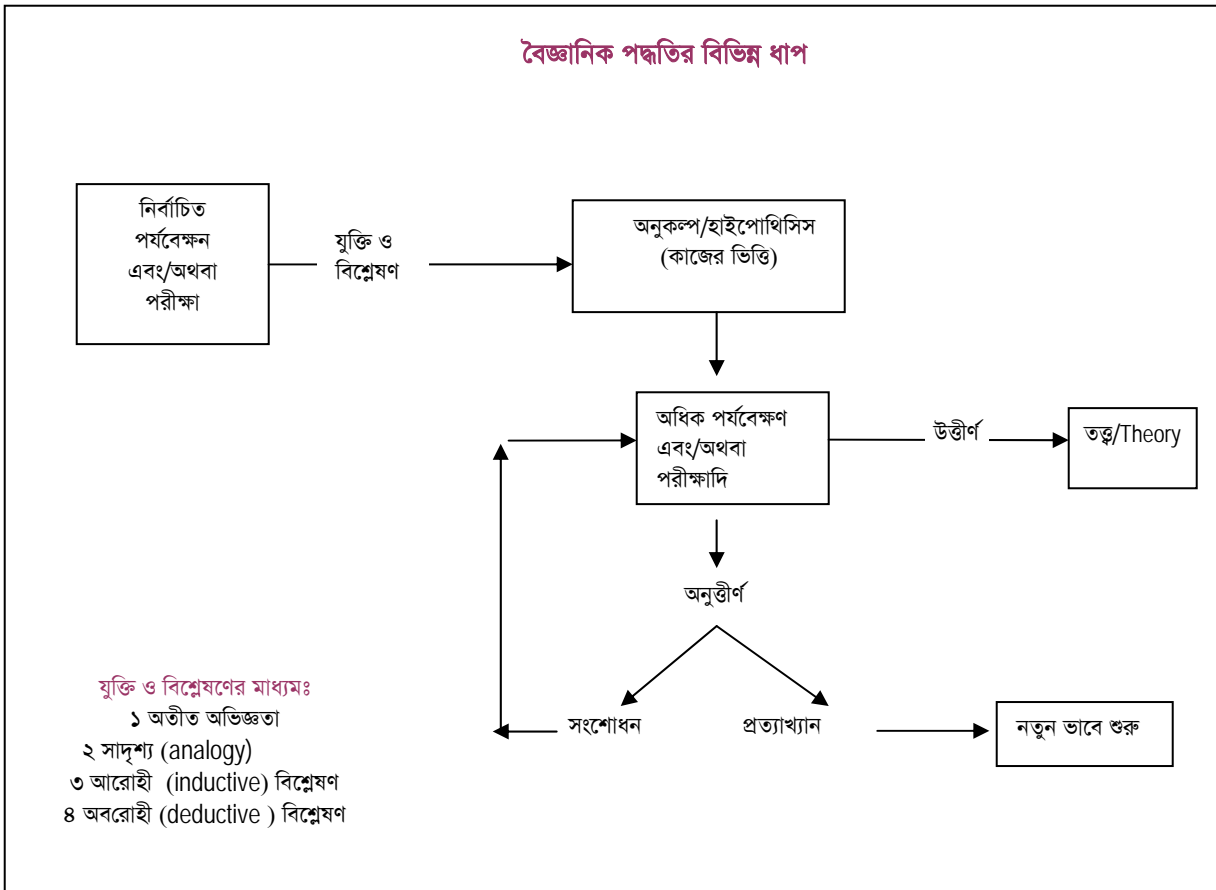 বৈজ্ঞানিক পদ্ধতির বিভিন্ন ধাপ
নির্বাচিত
পর্যবেক্ষন
এবং/অথবা
পরীক্ষা
যুক্তি ও
বিশ্লেষণ
অনুকল্প/হাইপোথিসিস
(কাজের ভিত্তি)
অধিক পর্যবেক্ষণ
এবং/অথবা
পরীক্ষাদি
উত্তীর্ণ
তত্ত্ব/Theory
অনুত্তীর্ণ
সংশোধন
প্রত্যাখ্যান
নতুন ভাবে শুরু
যুক্তি ও বিশ্লেষণের মাধ্যমঃ
১ অতীত অভিজ্ঞতা
২ সাদৃশ্য (analogy)
৩ আরোহী (inductive) বিশ্লেষণ
৪ অবরোহী (deductive ) বিশ্লেষণ